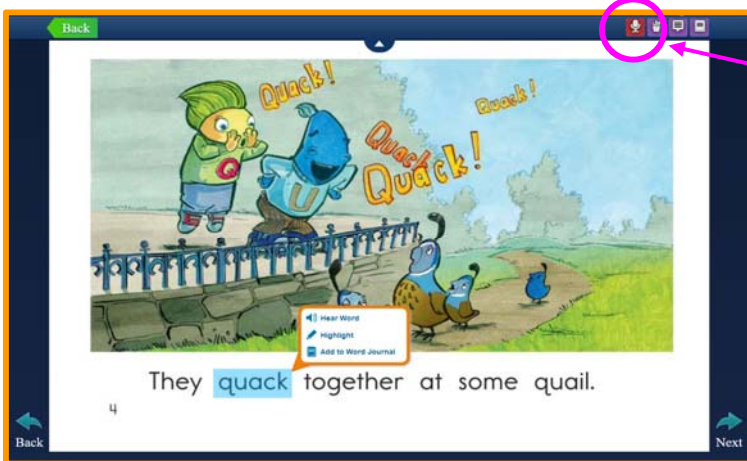 Back
Quack!
Quack!
Quack
Quack!
Q
U
Hear Word
Highlight
Add to Word Journal
They quack together at some quail.
4
Back
Next